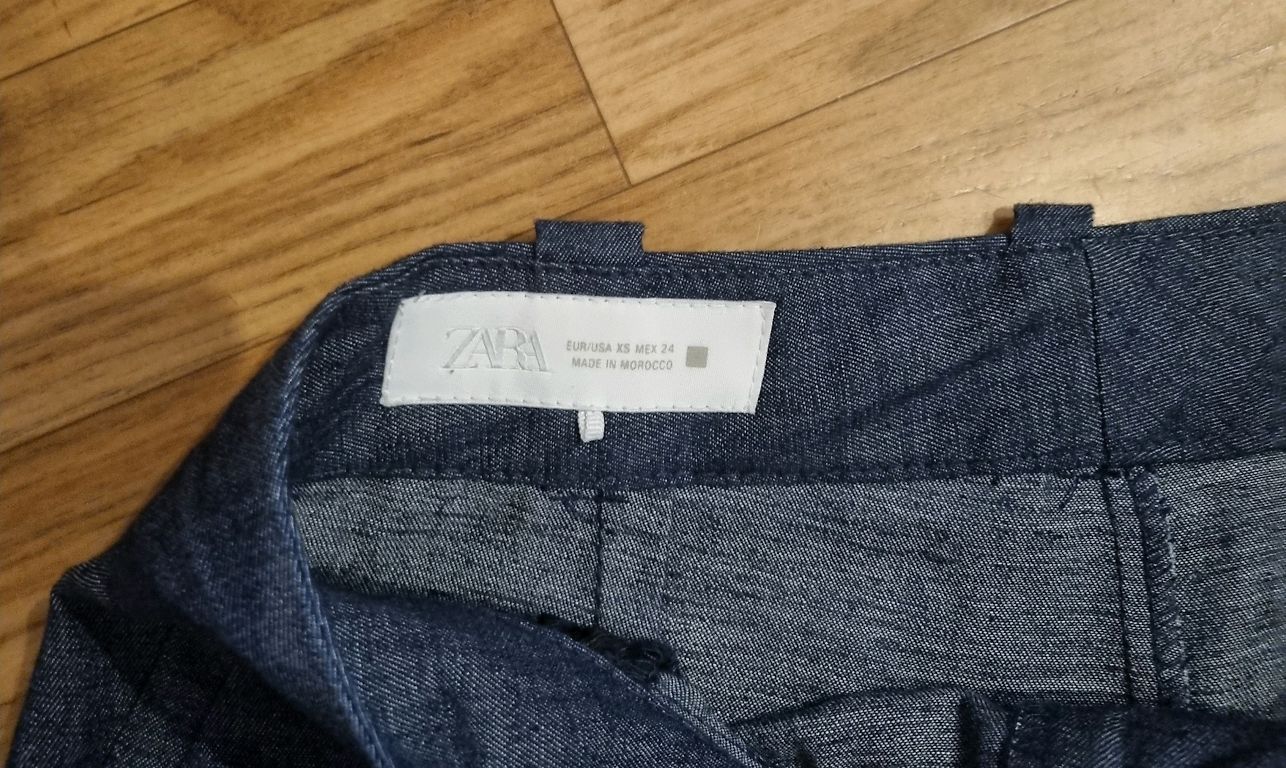 ZARA
EUR/USA XS MEX 24
MADE IN MOROCCO